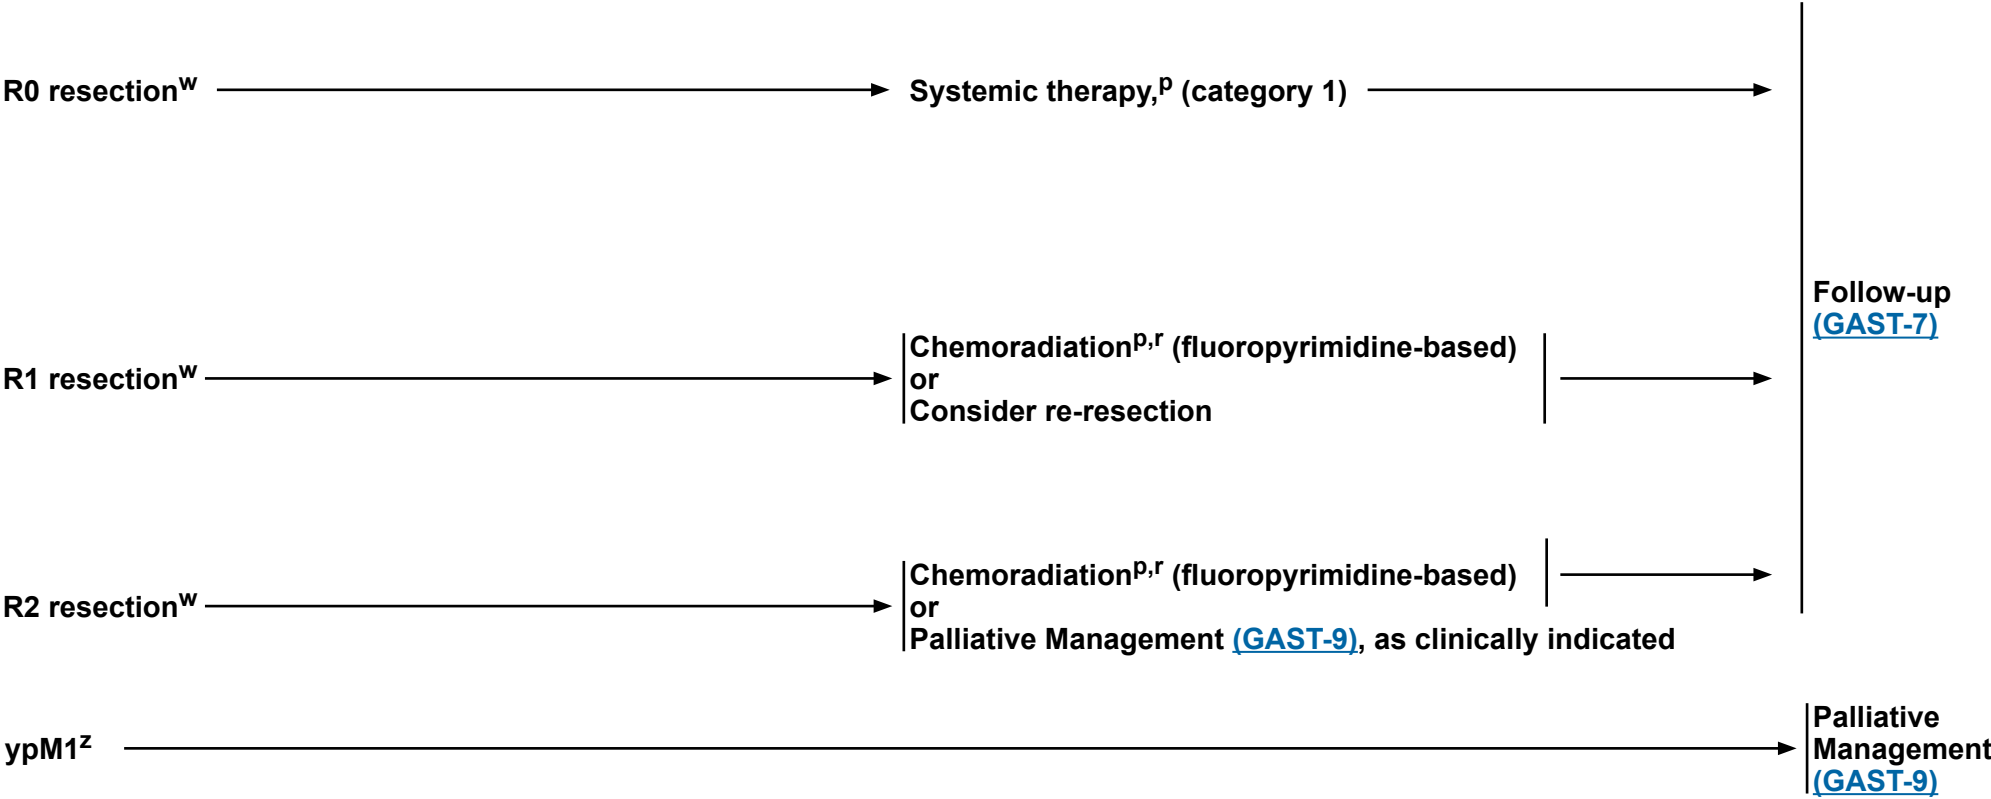 R0 resectionʷ
Systemic therapy,ᵖ (category 1)
R1 resectionʷ
Chemoradiationᵖ,ʳ (fluoropyrimidine-based)
or
Consider re-resection
R2 resectionʷ
Chemoradiationᵖ,ʳ (fluoropyrimidine-based)
or
Palliative Management (GAST-9), as clinically indicated
Follow-up
(GAST-7)
ypM1ᶻ
Palliative
Management
(GAST-9)